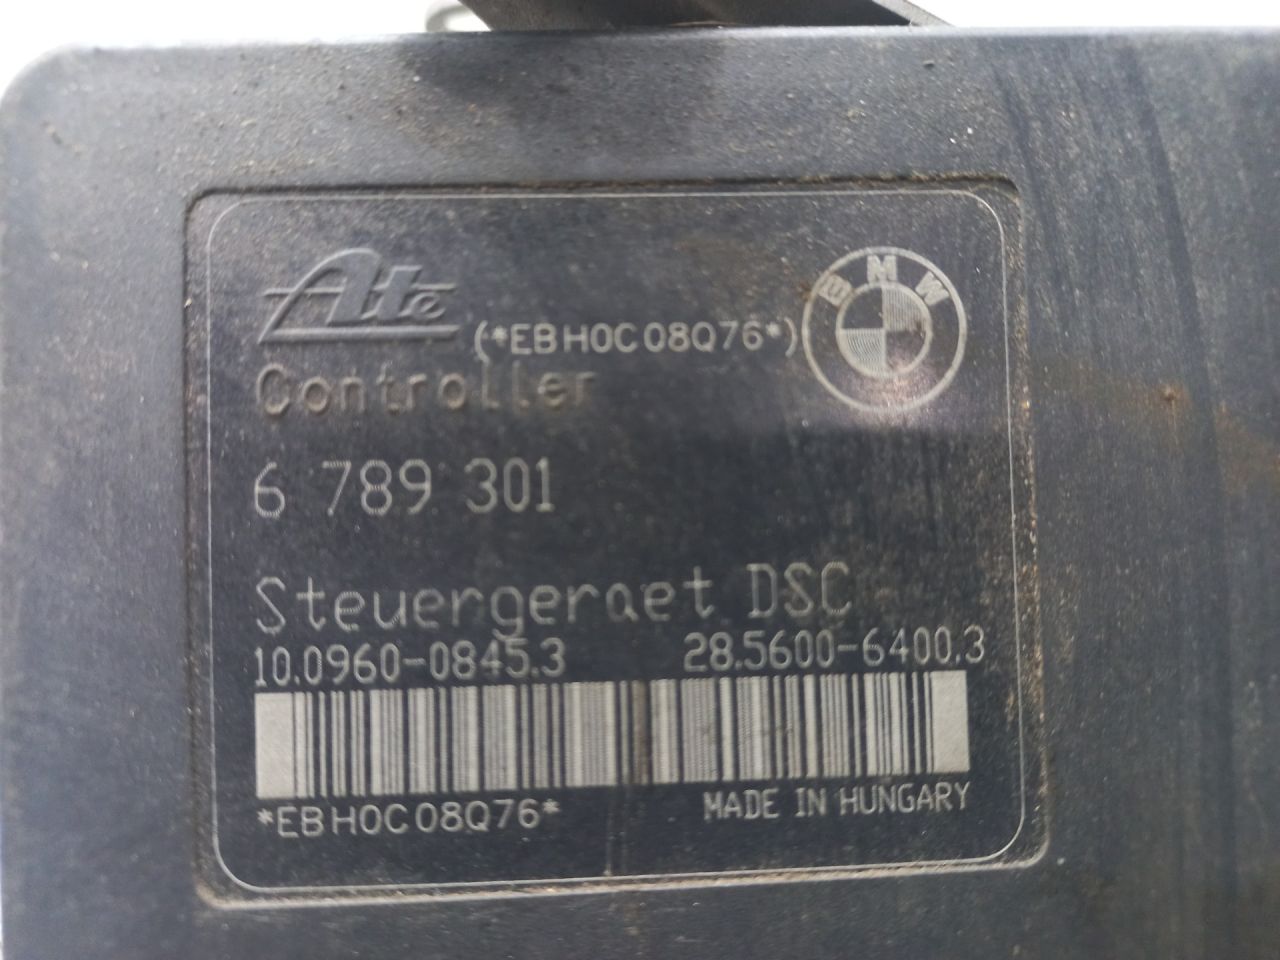 Ate
(*EBH0C08Q76*)
BMW
Controller
6 789 301
Steuergeraet DSC
10.0960-0845.3 28.5600-6400.3
*EBH0C08Q76*
MADE IN HUNGARY